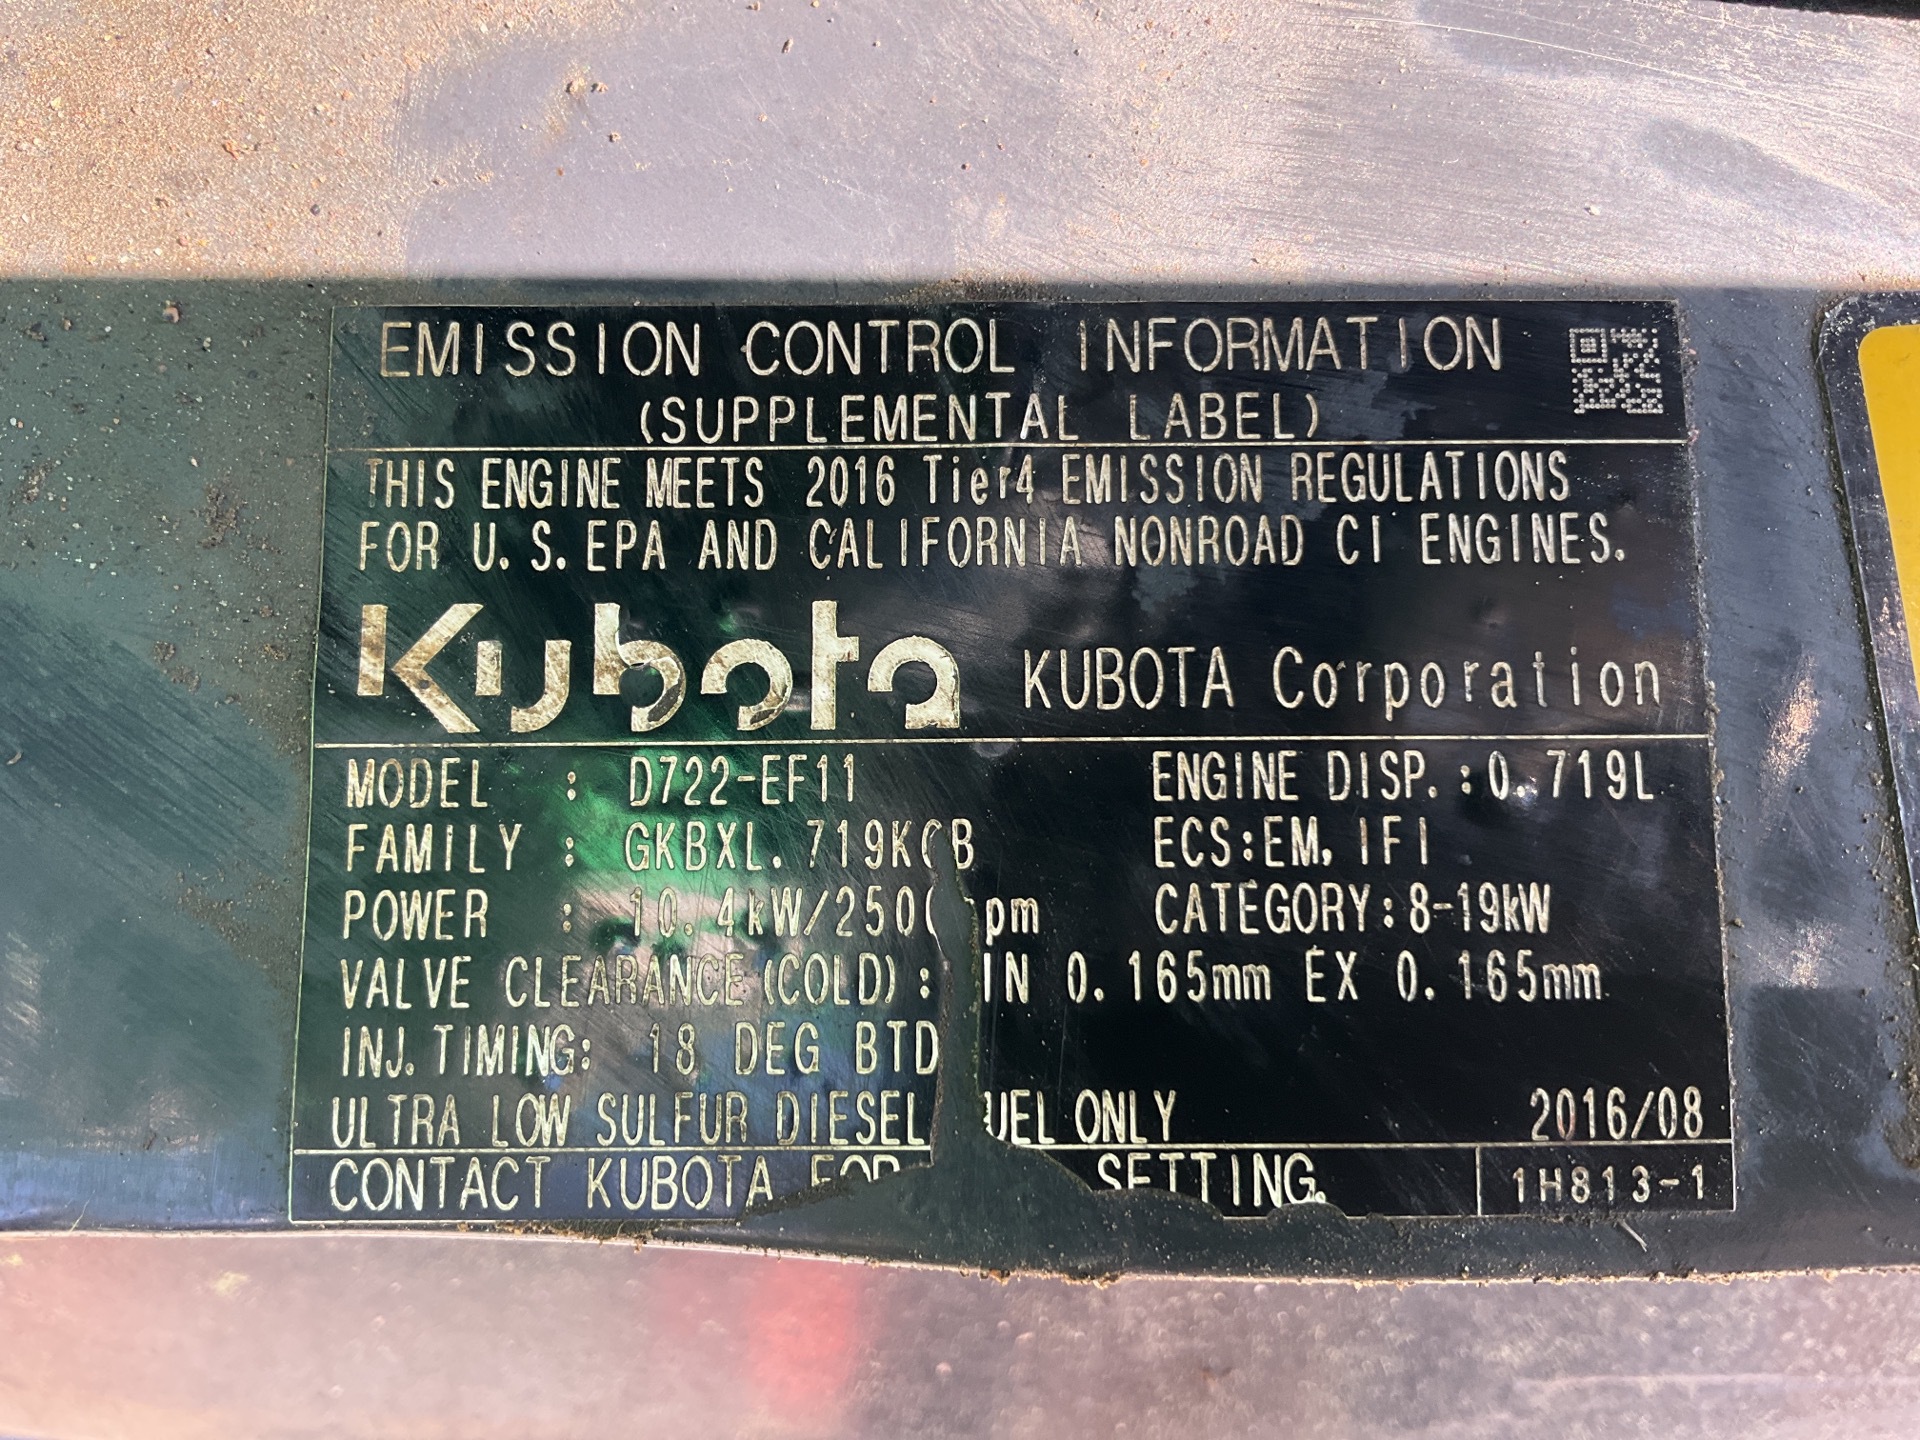 EMISSION CONTROL INFORMATION
(SUPPLEMENTAL LABEL)
THIS ENGINE MEETS 2016 Tier4 EMISSION REGULATIONS
FOR U.S.EPA AND CALIFORNIA NONROAD CI ENGINES.
Kubota KUBOTA Corporation
MODEL : D722-EF11 ENGINE DISP.:0.719L
FAMILY : ECS:EM,IFI
POWER : CATEGORY:8-19kW
VALVE CLEARANCE(COLD): IN 0.165mm EX 0.165mm
INJ.TIMING: 18 DEG
ULTRA LOW SULFUR DIESEL ONLY 2016/08
CONTACT KUBOTA FOR SETTING. 1H813-1